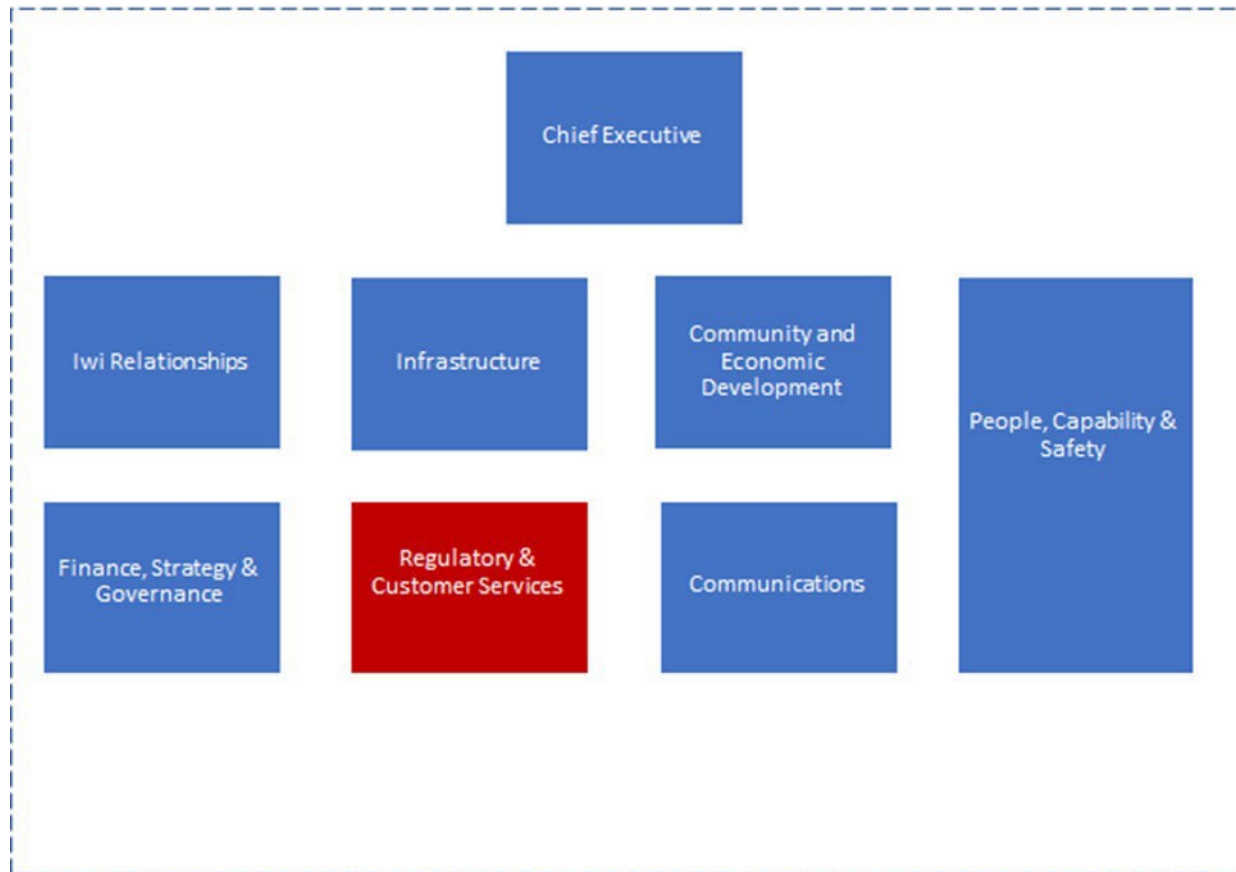 Chief Executive
Iwi Relationships
Infrastructure
Community and
Economic
Development
People, Capability &
Safety
Finance, Strategy &
Governance
Regulatory &
Customer Services
Communications